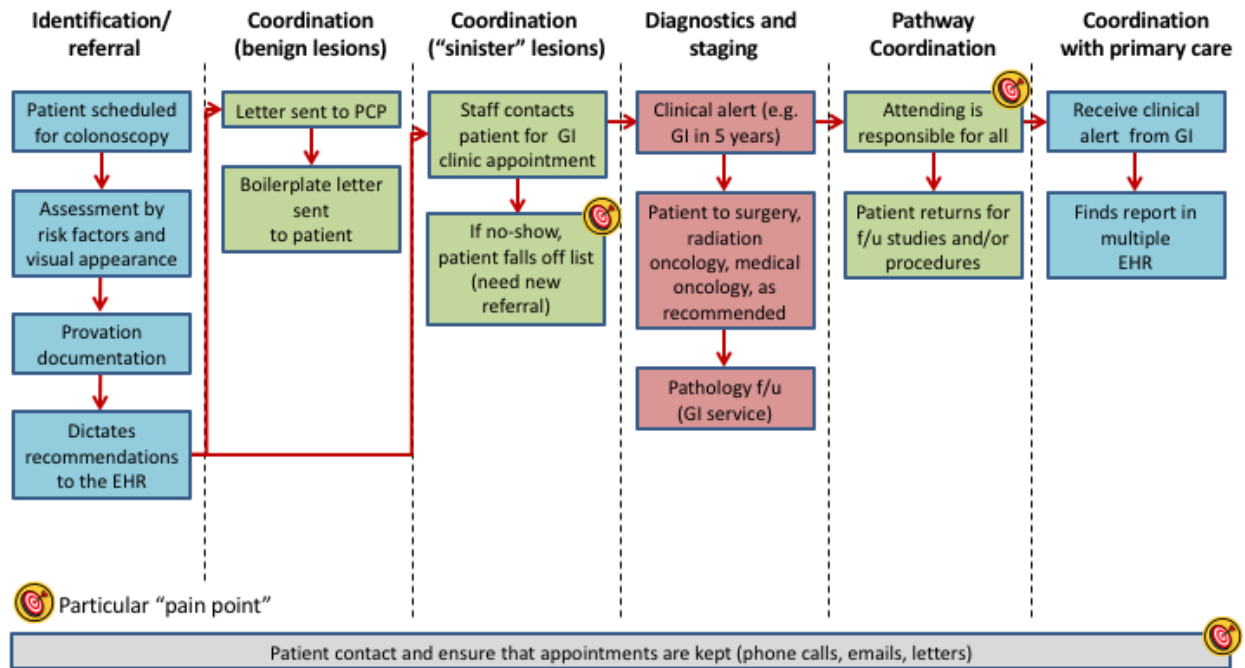 Identification/
referral
Coordination
(benign lesions)
Coordination
(“sinister” lesions)
Diagnostics and
staging
Pathway
Coordination
Coordination
with primary care
Patient scheduled
for colonoscopy
Assessment by
risk factors and
visual appearance
Provation
documentation
Dictates
recommendations
to the EHR
Letter sent to PCP
Boilerplate letter
sent
to patient
Staff contacts
patient for GI
clinic appointment
If no-show,
patient falls off list
(need new
referral)
Clinical alert (e.g.
GI in 5 years)
Patient to surgery,
radiation
oncology, medical
oncology, as
recommended
Pathology f/u
(GI service)
Attending is
responsible for all
Patient returns for
f/u studies and/or
procedures
Receive clinical
alert from GI
Finds report in
multiple
EHR
Particular “pain point”
Patient contact and ensure that appointments are kept (phone calls, emails, letters)